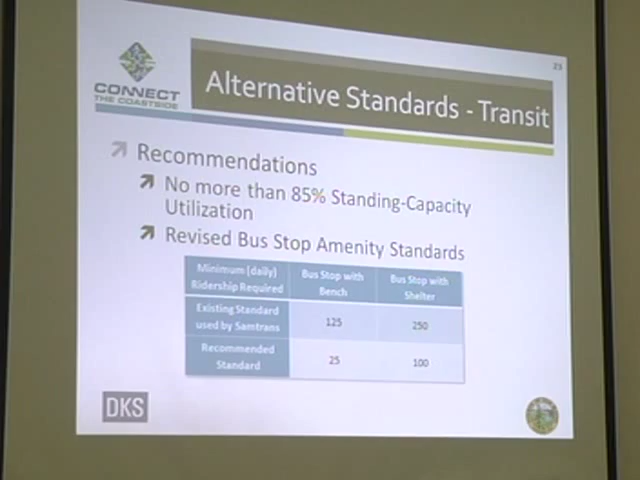 23
CONNECT
THE COASTSIDE
Alternative Standards - Transit
Recommendations
No more than 85% Standing-Capacity
Utilization
Revised Bus Stop Amenity Standards
Minimum (daily)
Ridership Required
Bus Stop with
Bench
Bus Stop with
Shelter
Existing Standard
used by Samtrans
125
250
Recommended
Standard
25
100
DKS